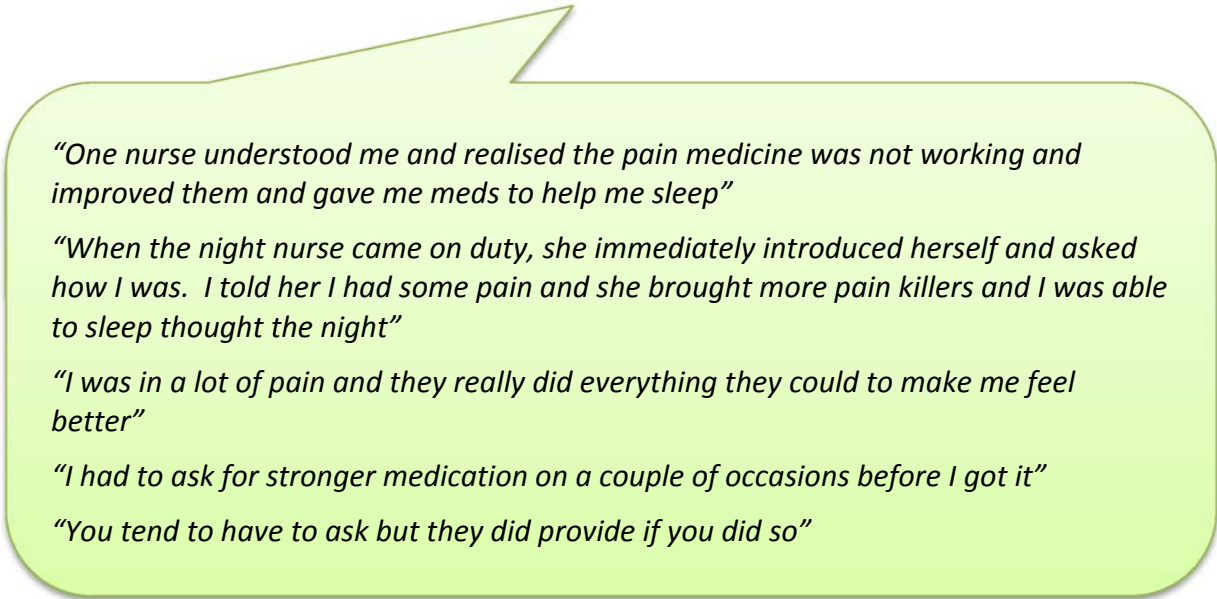 “One nurse understood me and realised the pain medicine was not working and
improved them and gave me meds to help me sleep”
“When the night nurse came on duty, she immediately introduced herself and asked
how I was.  I told her I had some pain and she brought more pain killers and I was able
to sleep thought the night”
“I was in a lot of pain and they really did everything they could to make me feel
better”
“I had to ask for stronger medication on a couple of occasions before I got it”
“You tend to have to ask but they did provide if you did so”